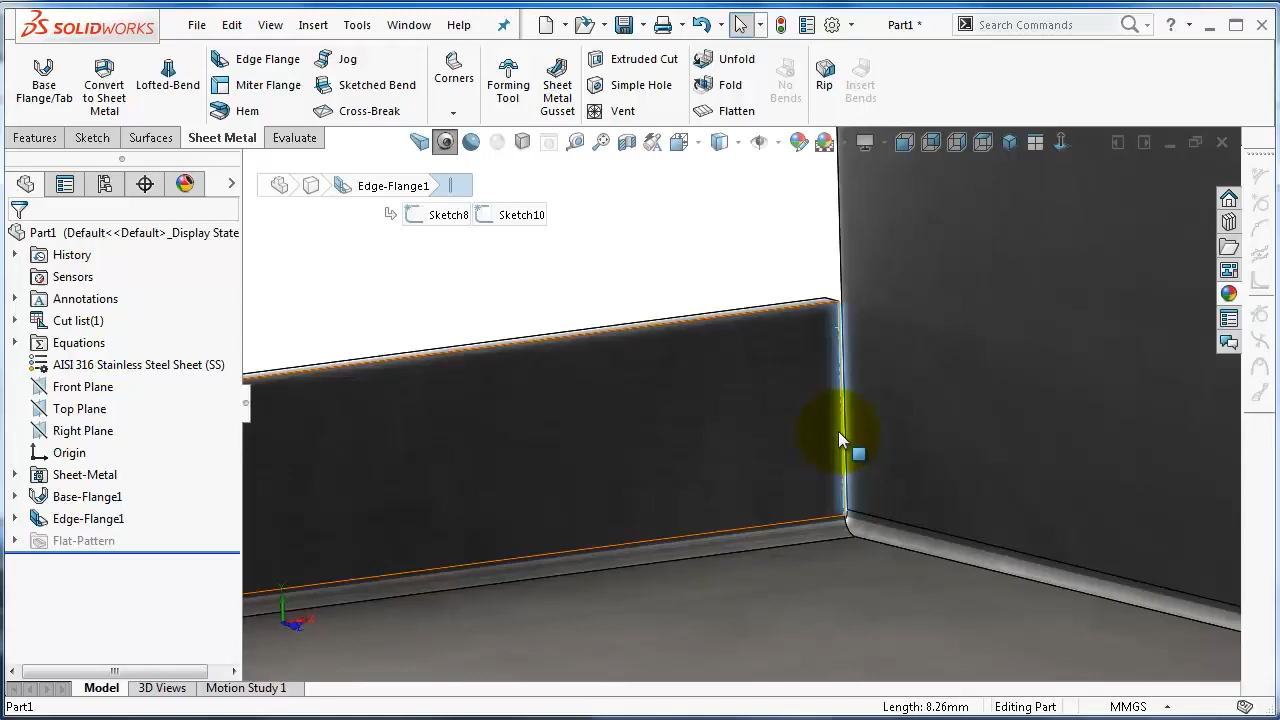 SOLIDWORKS
File Edit View Insert Tools Window Help
Part1 *
Search Commands
?
Base Flange/Tab
Convert to Sheet Metal
Lofted-Bend
Edge Flange
Miter Flange
Hem
Jog
Sketched Bend
Cross-Break
Corners
Forming Tool
Sheet Metal Gusset
Extruded Cut
Simple Hole
Vent
Unfold
Fold
Flatten
No Bends
Rip
Insert Bends
Features Sketch Surfaces Sheet Metal Evaluate
Edge-Flange1
Sketch8 Sketch10
Part1 (Default<<Default>_Display State
History
Sensors
Annotations
Cut list(1)
Equations
AISI 316 Stainless Steel Sheet (SS)
Front Plane
Top Plane
Right Plane
Origin
Sheet-Metal
Base-Flange1
Edge-Flange1
Flat-Pattern
Y
X
Z
Model 3D Views Motion Study 1
Part1
Length: 8.26mm Editing Part MMGS